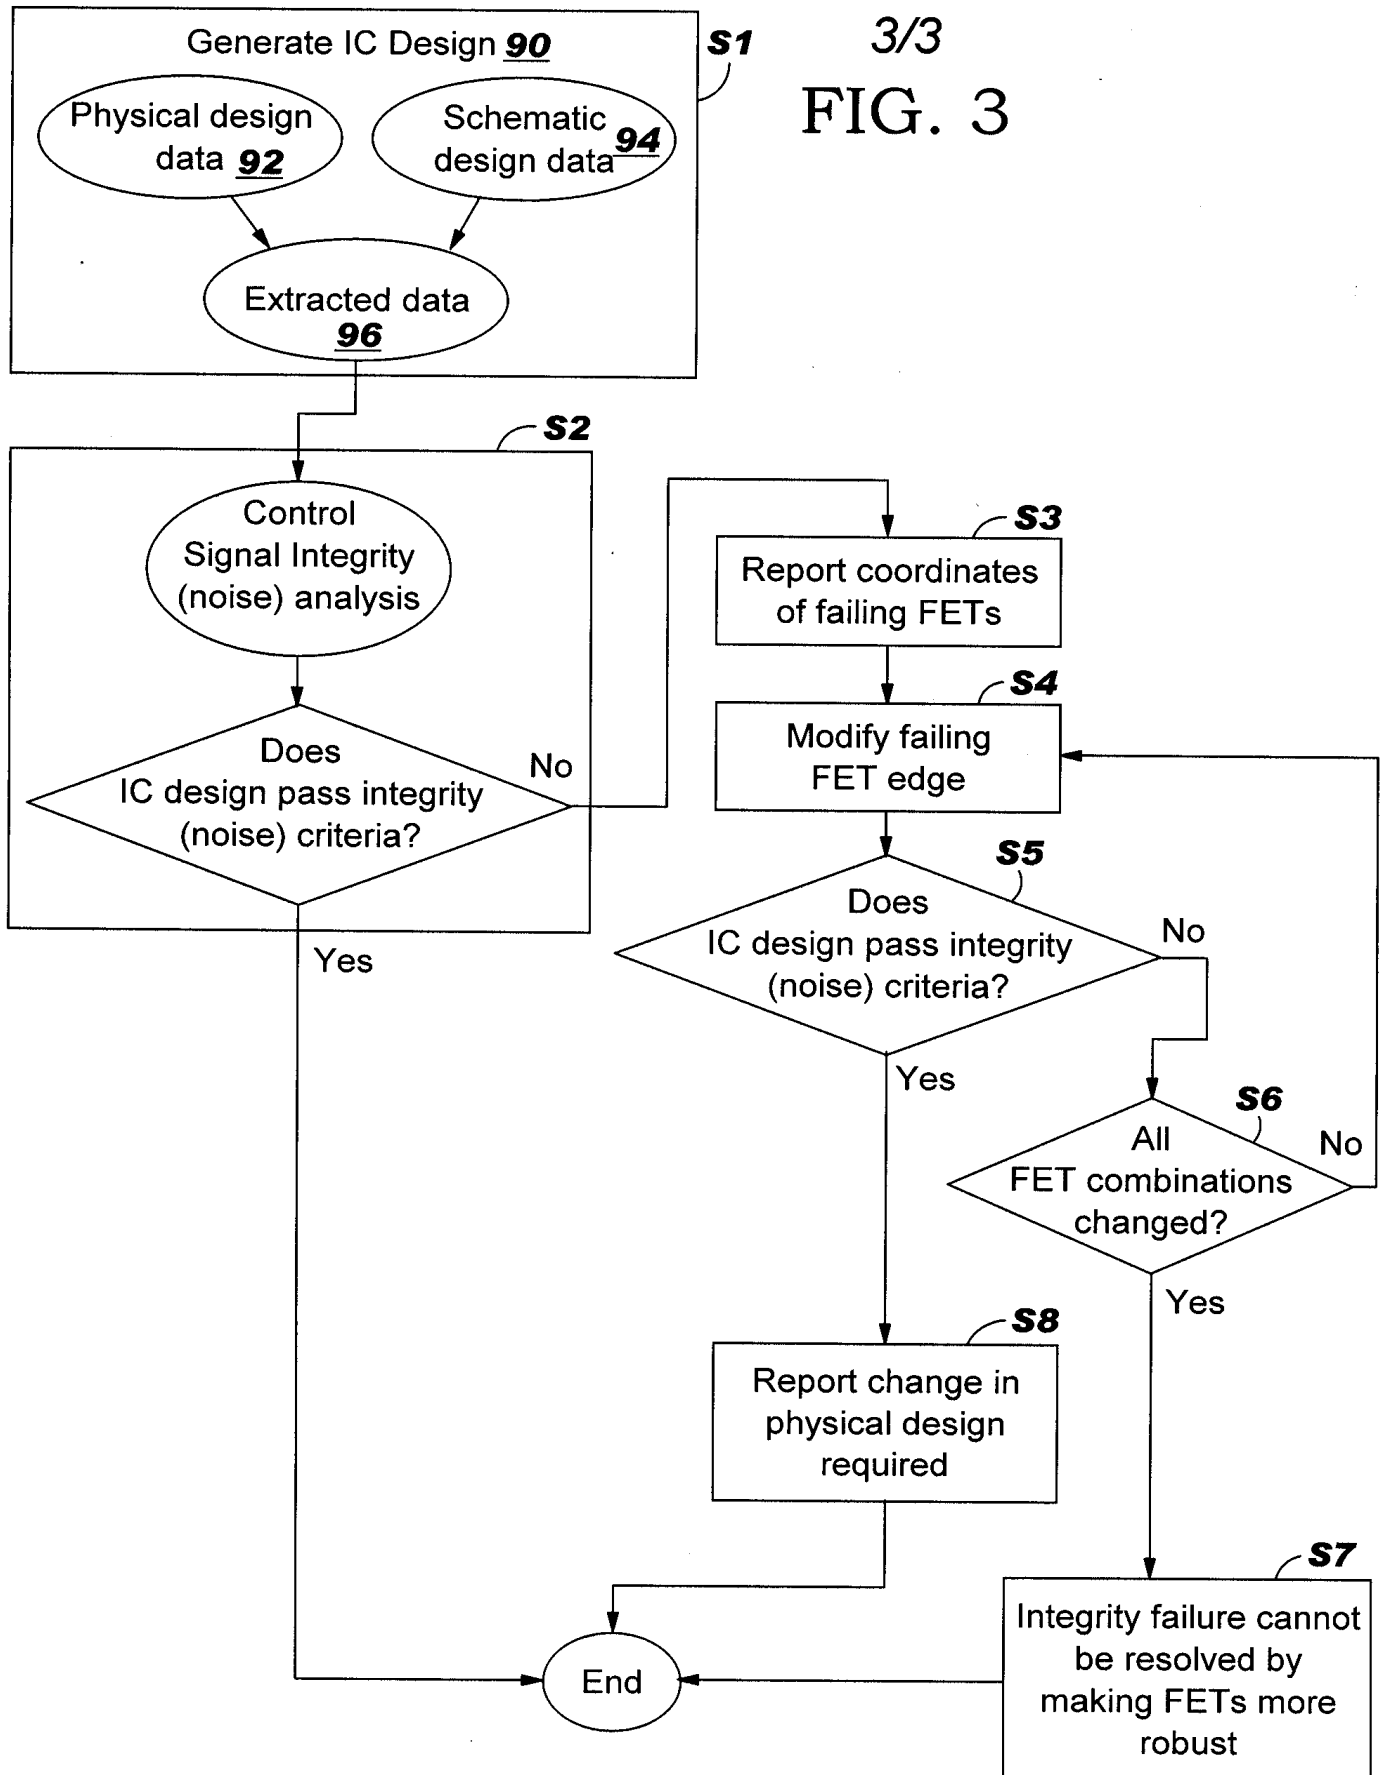 3/3
FIG. 3
S1
Generate IC Design 90
Physical design
data 92
Schematic
design data 94
Extracted data
96
S2
Control
Signal Integrity
(noise) analysis
Does
IC design pass integrity
(noise) criteria?
No
Yes
S3
Report coordinates
of failing FETs
S4
Modify failing
FET edge
S5
Does
IC design pass integrity
(noise) criteria?
No
Yes
S6
All
FET combinations
changed?
No
Yes
S8
Report change in
physical design
required
S7
Integrity failure cannot
be resolved by
making FETs more
robust
End